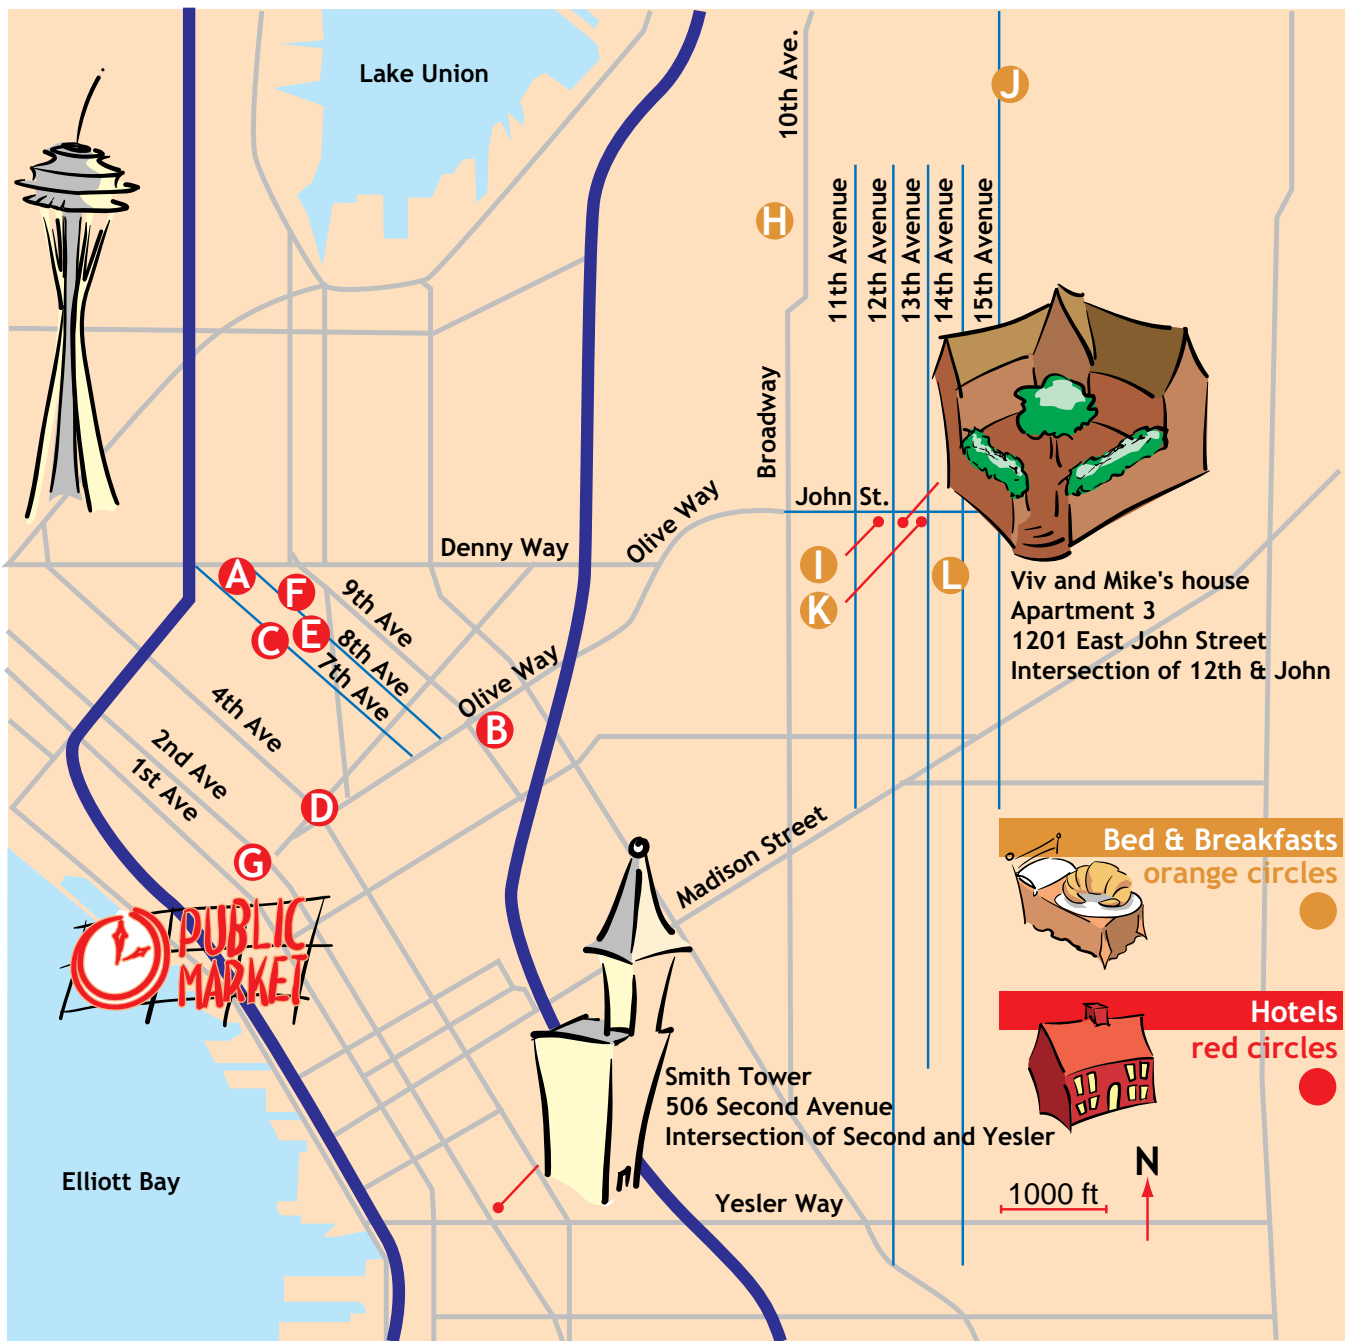 Lake Union
10th Ave.
J
H
11th Avenue
12th Avenue
13th Avenue
14th Avenue
15th Avenue
Broadway
John St.
Olive Way
Denny Way
I
K
L
A
F
C
E
9th Ave
8th Ave
7th Ave
Olive Way
B
4th Ave
2nd Ave
1st Ave
D
G
Viv and Mike's house
Apartment 3
1201 East John Street
Intersection of 12th & John
Madison Street
Bed & Breakfasts
orange circles
PUBLIC
MARKET
Hotels
red circles
Smith Tower
506 Second Avenue
Intersection of Second and Yesler
Elliott Bay
Yesler Way
1000 ft
N